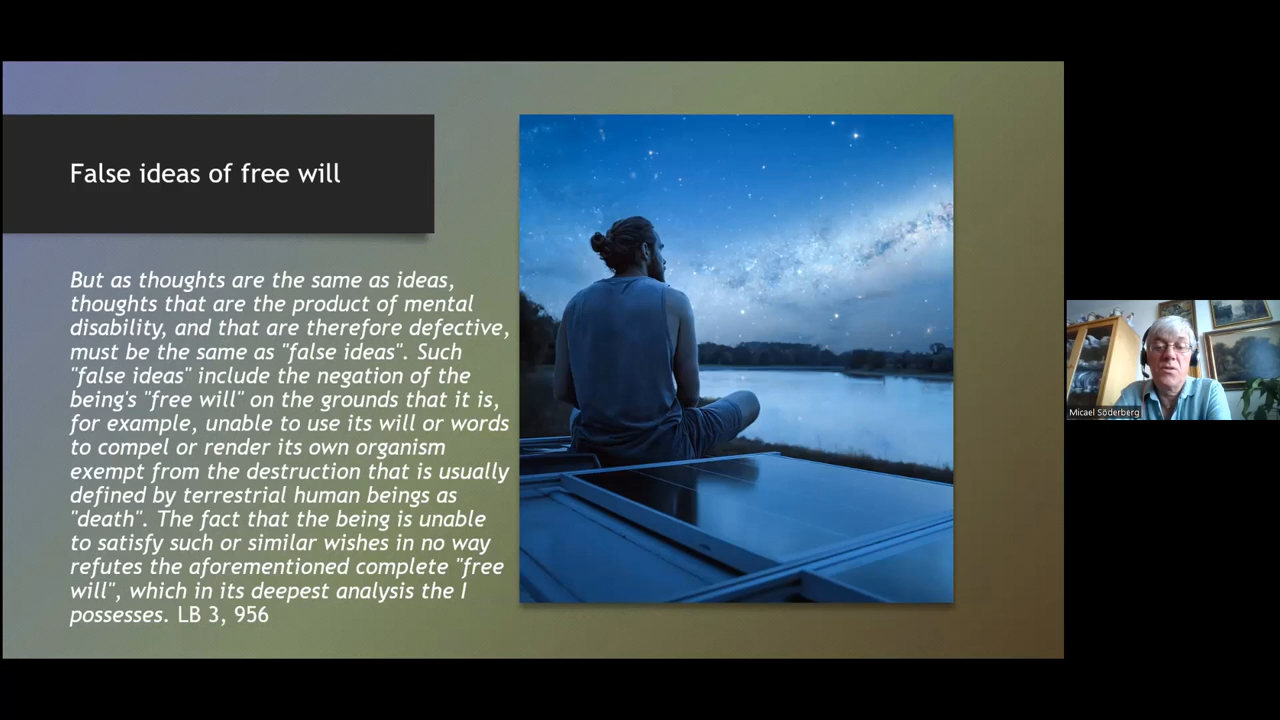 False ideas of free will
But as thoughts are the same as ideas,
thoughts that are the product of mental
disability, and that are therefore defective,
must be the same as "false ideas". Such
"false ideas" include the negation of the
being's "free will" on the grounds that it is,
for example, unable to use its will or words
to compel or render its own organism
exempt from the destruction that is usually
defined by terrestrial human beings as
"death". The fact that the being is unable
to satisfy such or similar wishes in no way
refutes the aforementioned complete "free
will", which in its deepest analysis the I
possesses. LB 3, 956
Micael Söderberg